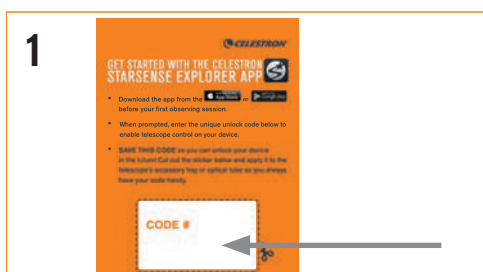 1
CELESTRON
GET STARTED WITH THE CELESTRON
STARSENSE EXPLORER APP
• Download the app from the App Store or Google Play
before your first observing session.
• When prompted, enter the unique unlock code below to
enable telescope control on your device.
• SAVE THIS CODE so you can unlock your device
in the future! Cut out the sticker below and apply it to the
telescope's accessory tray or optical tube so you always
have your code handy.
CODE #